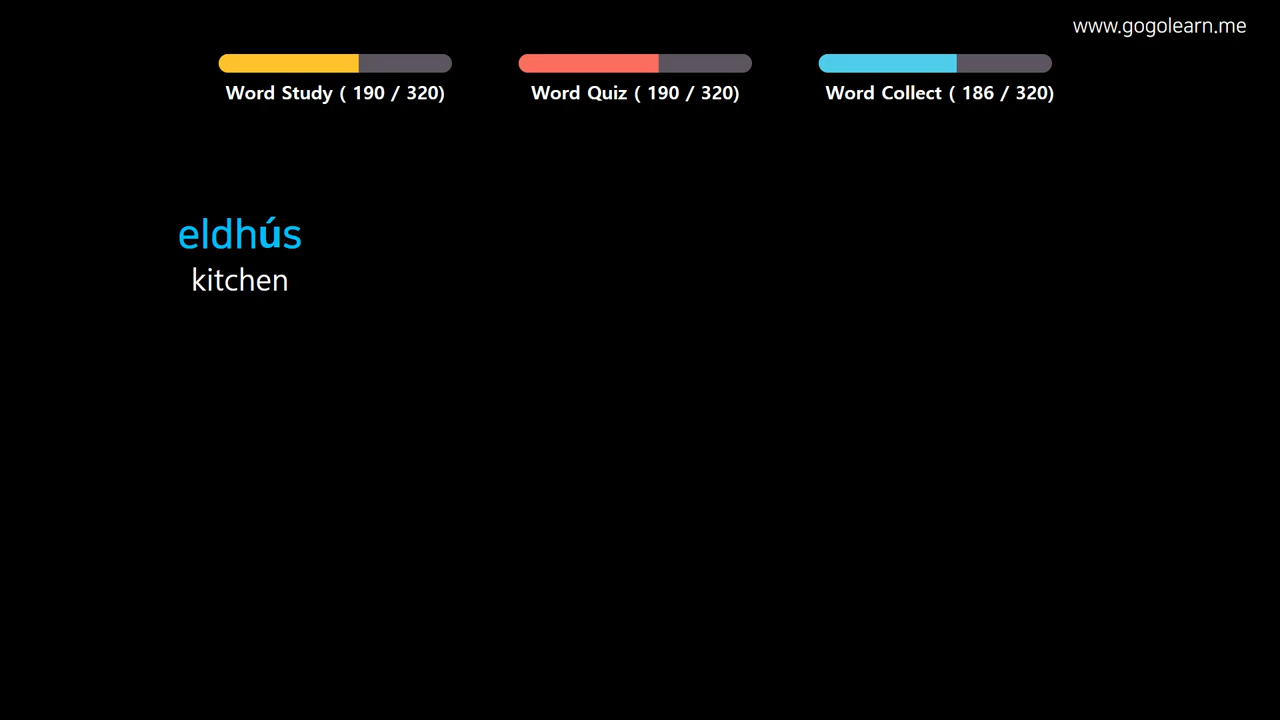 www.gogolearn.me
Word Study ( 190 / 320)
Word Quiz ( 190 / 320)
Word Collect ( 186 / 320)
eldhús
kitchen